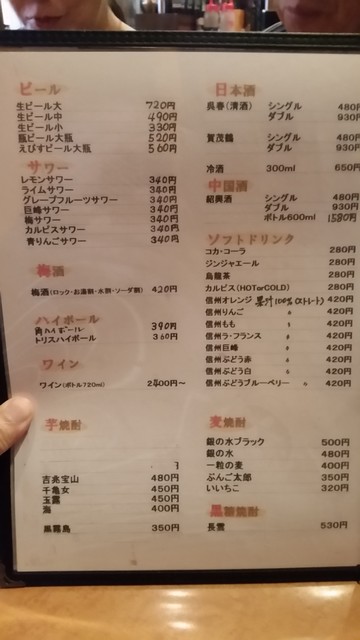 ビール
生ビール大 720円
生ビール中 490円
生ビール小 330円
瓶ビール大瓶 520円
えびすビール大瓶 560円
サワー
レモンサワー 340円
ライムサワー 340円
グレープフルーツサワー 340円
巨峰サワー 340円
梅サワー 340円
カルピスサワー 340円
青りんごサワー 340円
梅酒
梅酒(ロック・お湯割・水割・ソーダ割) 420円
ハイボール
角ハイボール 390円
トリスハイボール 360円
ワイン
ワイン(ボトル720ml) 2400円～
芋焼酎
吉兆宝山 480円
千亀女 450円
玉露 450円
海 400円
黒霧島 350円
日本酒
呉春(清酒) シングル 480円
ダブル 930円
賀茂鶴 シングル 480円
ダブル 930円
冷酒 300ml 650円
中国酒
紹興酒 シングル 480円
ダブル 930円
ボトル600ml 1580円
ソフトドリンク
コカ・コーラ 280円
ジンジャエール 280円
烏龍茶 280円
カルピス(HOTorCOLD) 280円
信州オレンジ 果汁100%(ストレート) 420円
信州りんご 〃 420円
信州もも 〃 420円
信州ラ・フランス 〃 420円
信州巨峰 〃 420円
信州ぶどう赤 〃 420円
信州ぶどう白 〃 420円
信州ぶどうブルーベリー 〃 420円
麦焼酎
銀の水ブラック 500円
銀の水 480円
一粒の麦 400円
ぶんご太郎 350円
いいちこ 320円
黒糖焼酎
長雲 530円